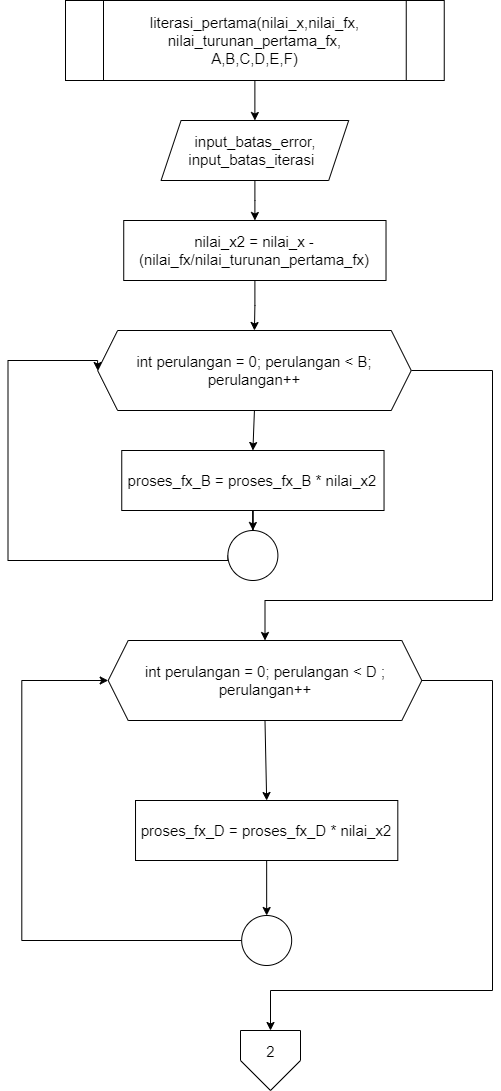 literasi_pertama(nilai_x,nilai_fx,
nilai_turunan_pertama_fx,
A,B,C,D,E,F)
input_batas_error,
input_batas_iterasi
nilai_x2 = nilai_x -
(nilai_fx/nilai_turunan_pertama_fx)
int perulangan = 0; perulangan < B;
perulangan++
proses_fx_B = proses_fx_B * nilai_x2
int perulangan = 0; perulangan < D ;
perulangan++
proses_fx_D = proses_fx_D * nilai_x2
2